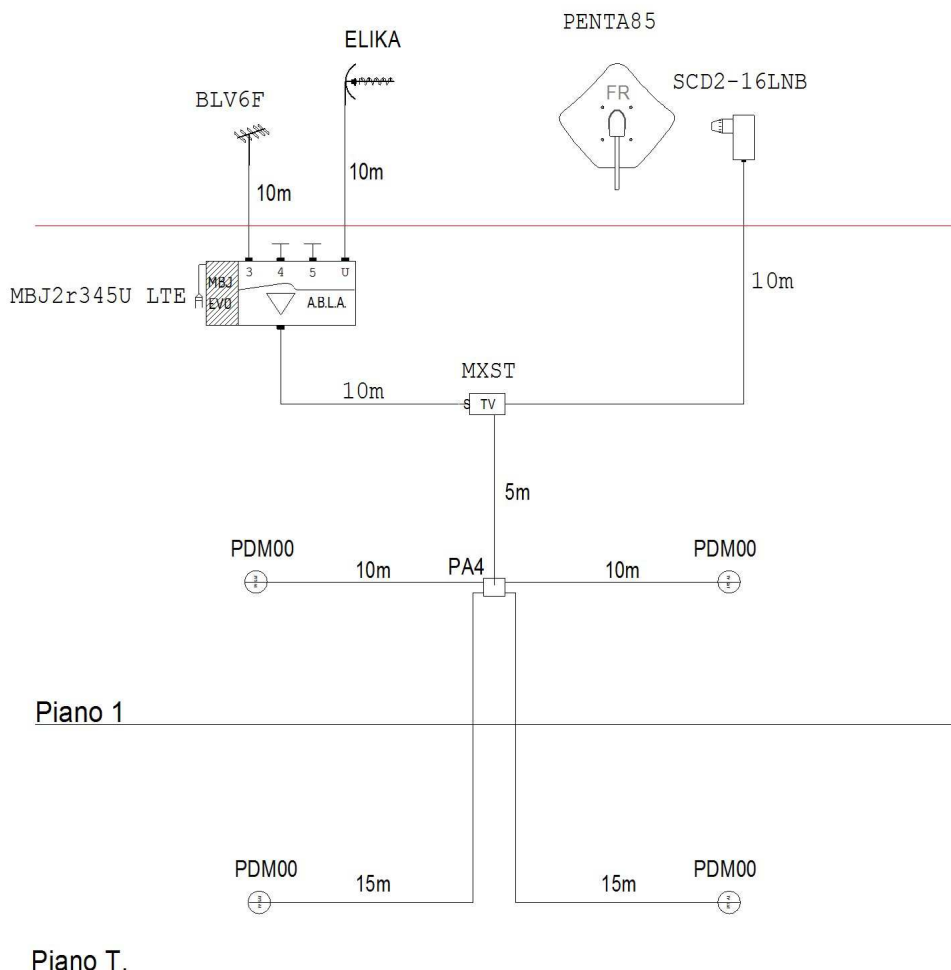 PENTA85
ELIKA
FR
SCD2-16LNB
BLV6F
10m
10m
3 4 5 U
MBJ
EVO
A.B.L.A.
MBJ2r345U LTE
10m
MXST
10m
S TV
5m
PDM00
PDM00
10m
PA4
10m
Piano 1
PDM00
PDM00
15m
15m
Piano T.